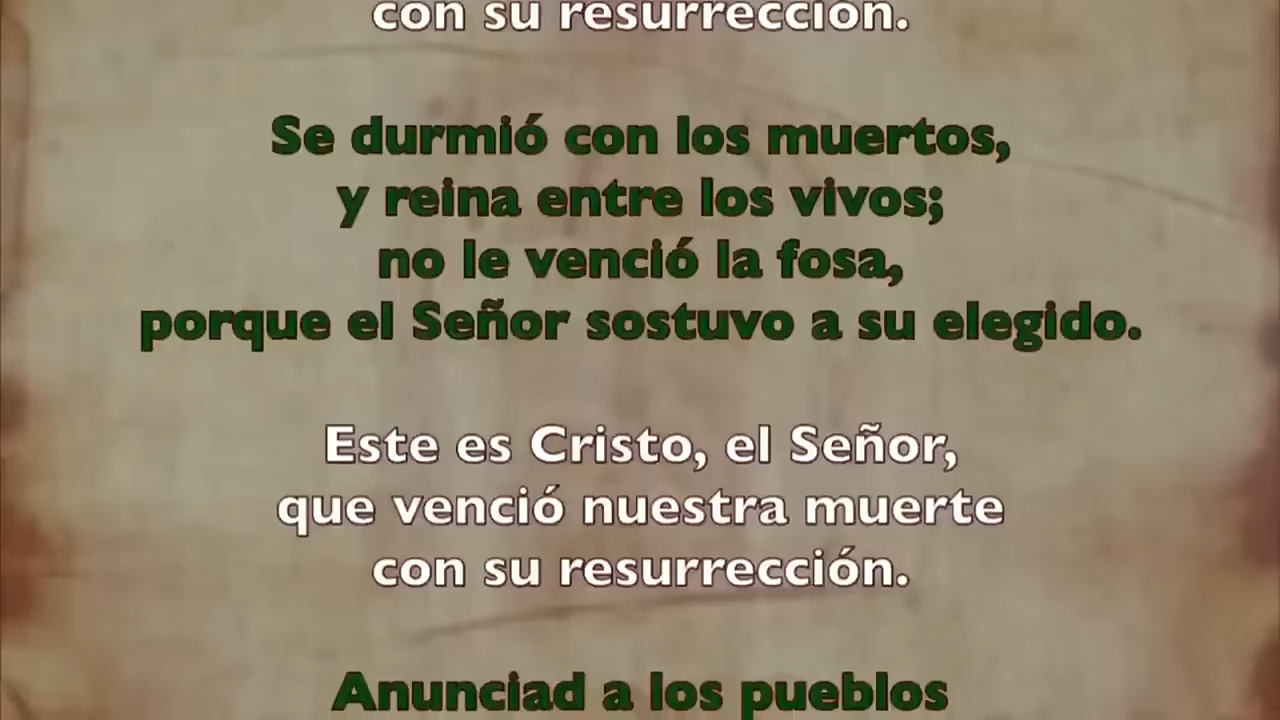 con su resurrección.
Se durmió con los muertos,
y reina entre los vivos;
no le venció la fosa,
porque el Señor sostuvo a su elegido.
Este es Cristo, el Señor,
que venció nuestra muerte
con su resurrección.
Anunciad a los pueblos